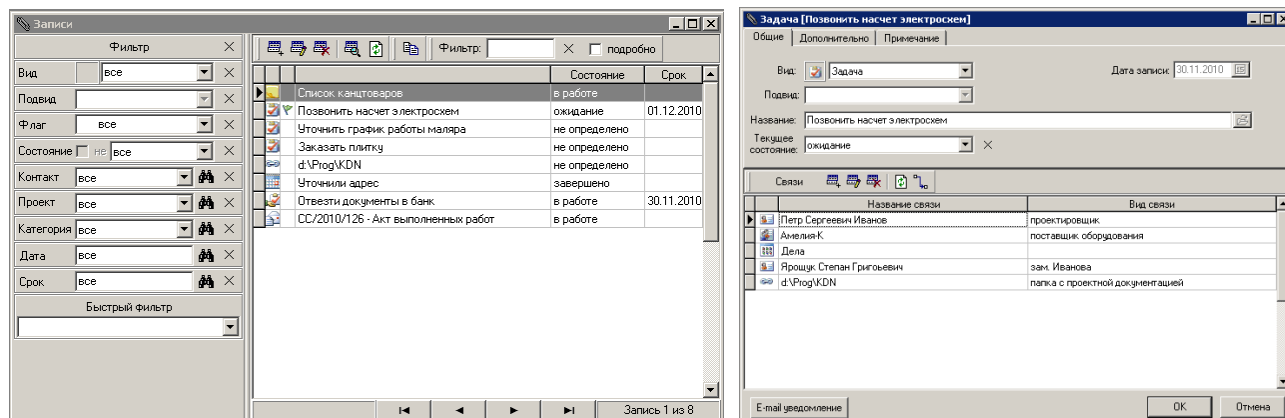 Записи
Фильтр
Вид все
Подвид
Флаг все
Состояние не все
Контакт все
Проект все
Категория все
Дата все
Срок все
Быстрый фильтр
Фильтр: подробно
Состояние Срок
Список канцтоваров в работе
Позвонить насчет электросхем ожидание 01.12.2010
Уточнить график работы маляра не определено
Заказать плитку не определено
d:\Prog\KDN не определено
Уточнили адрес завершено
Отвезти документы в банк в работе 30.11.2010
СС/2010/126 - Акт выполненных работ в работе
Запись 1 из 8
Задача [Позвонить насчет электросхем]
Общие Дополнительно Примечание
Вид: Задача Дата записи: 30.11.2010
Подвид:
Название: Позвонить насчет электросхем
Текущее
состояние: ожидание
Связи
Название связи Вид связи
Петр Сергеевич Иванов проектировщик
Амелия-К поставщик оборудования
Дела
Ярощук Степан Григоьевич зам. Иванова
d:\Prog\KDN папка с проектной документацией
E-mail уведомление OK Отмена